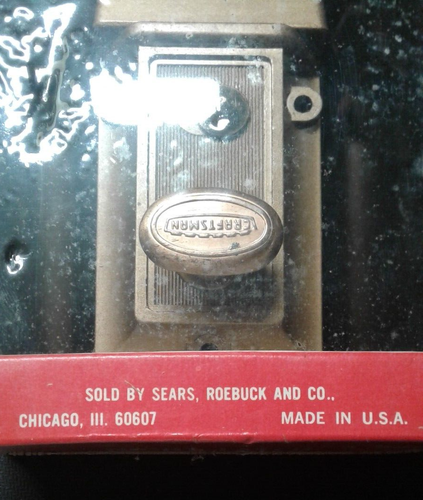 CRAFTSMAN
SOLD BY SEARS, ROEBUCK AND CO.,
CHICAGO, Ill. 60607 MADE IN U.S.A.